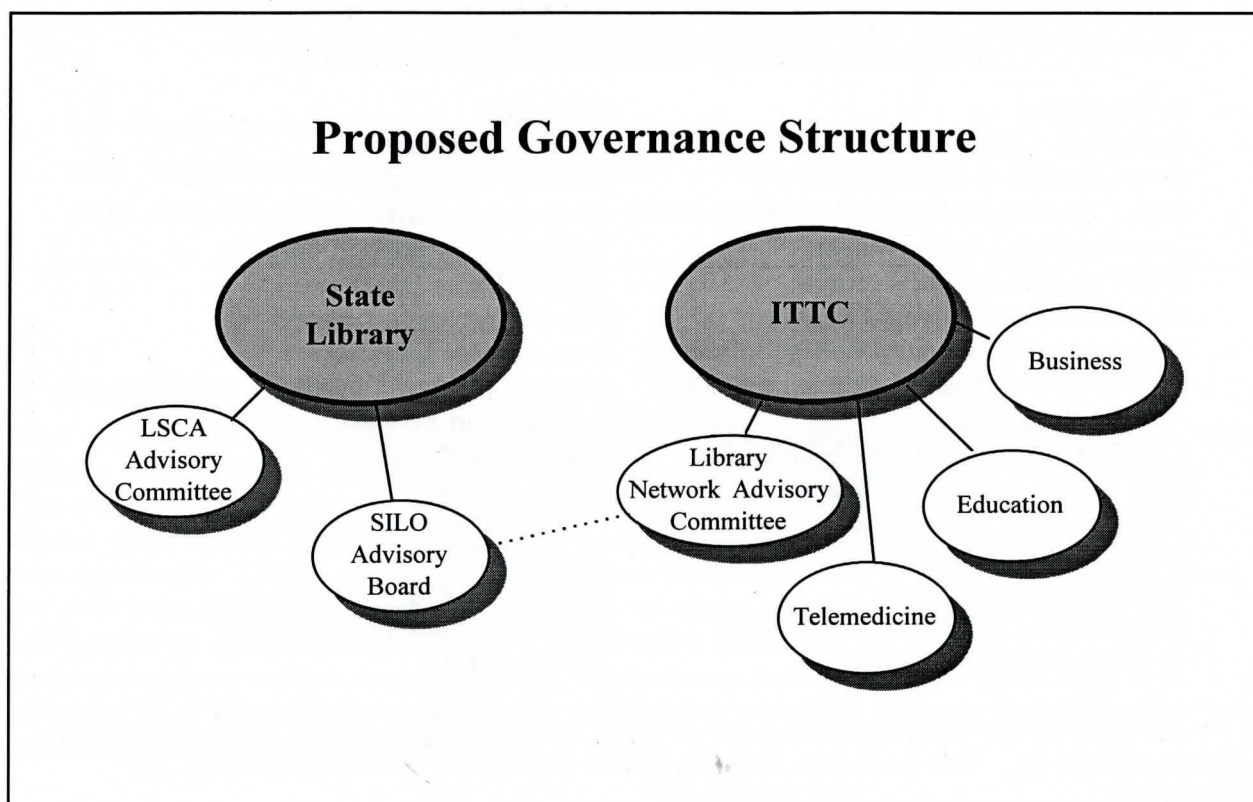 Proposed Governance Structure
State
Library
ITTC
Business
LSCA
Advisory
Committee
Library
Network Advisory
Committee
Education
SILO
Advisory
Board
Telemedicine